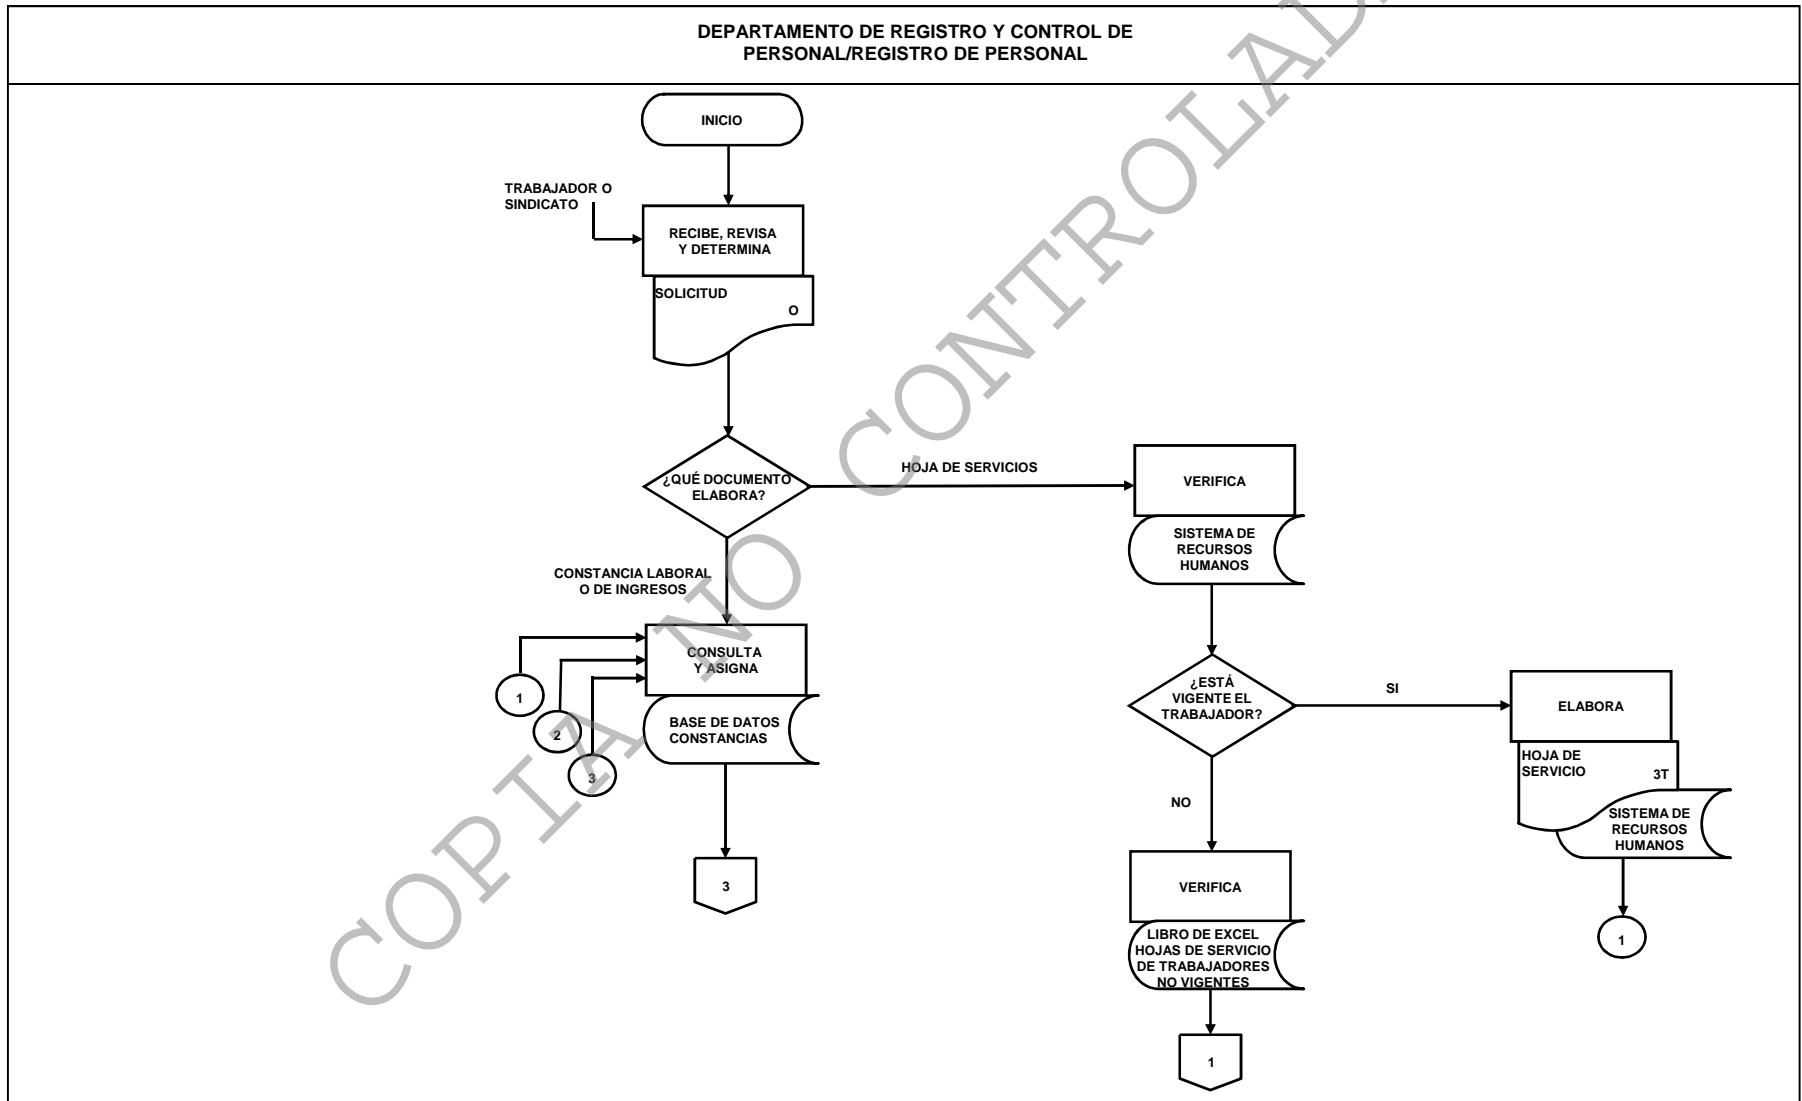 DEPARTAMENTO DE REGISTRO Y CONTROL DE
PERSONAL/REGISTRO DE PERSONAL
INICIO
TRABAJADOR O
SINDICATO
RECIBE, REVISA
Y DETERMINA
SOLICITUD
O
¿QUÉ DOCUMENTO
ELABORA?
HOJA DE SERVICIOS
VERIFICA
SISTEMA DE
RECURSOS
HUMANOS
CONSTANCIA LABORAL
O DE INGRESOS
CONSULTA
Y ASIGNA
1
2
3
BASE DE DATOS
CONSTANCIAS
3
¿ESTÁ
VIGENTE EL
TRABAJADOR?
SI
ELABORA
HOJA DE
SERVICIO
3T
SISTEMA DE
RECURSOS
HUMANOS
1
NO
VERIFICA
LIBRO DE EXCEL
HOJAS DE SERVICIO
DE TRABAJADORES
NO VIGENTES
1
COPIA NO CONTROLAD